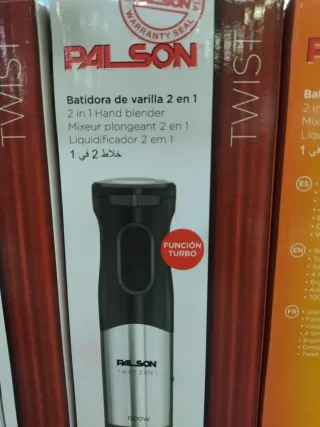 PALSON
WARRANTY SEAL
PALSON
Batidora de varilla 2 en 1
2 in 1 Hand blender
Mixeur plongeant 2 en 1
Liquidificador 2 em 1
خلاط 2 في 1
TWIST
TWIST
FUNCIÓN
TURBO
PALSON
TWIST 2 EN 1
1500W
ES
EN
FR